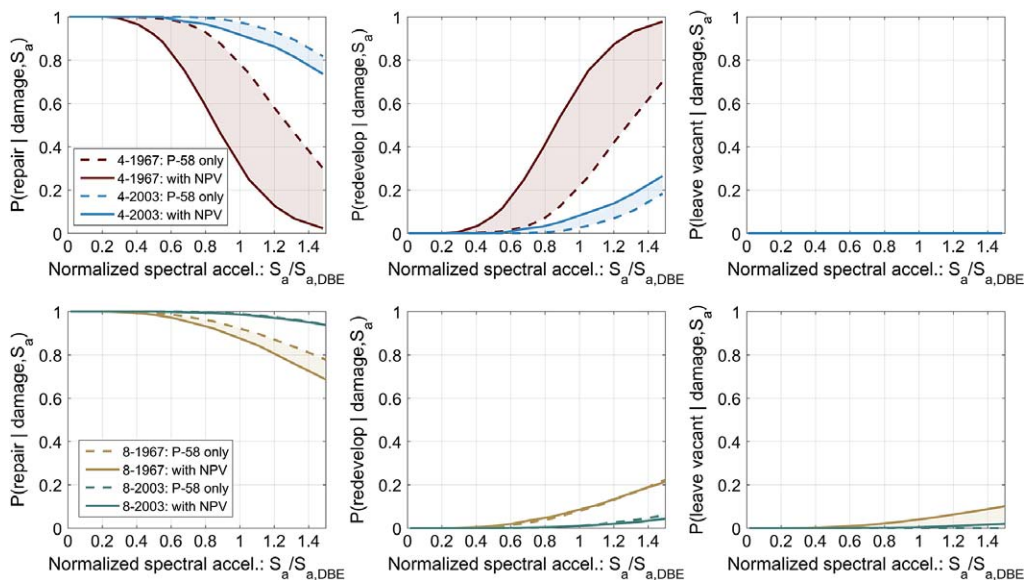 P(repair | damage,Sa)
1
0.8
0.6
0.4
0.2
0
4-1967: P-58 only
4-1967: with NPV
4-2003: P-58 only
4-2003: with NPV
0 0.2 0.4 0.6 0.8 1 1.2 1.4
Normalized spectral accel.: Sa/Sa,DBE
P(redevelop | damage,Sa)
1
0.8
0.6
0.4
0.2
0
0 0.2 0.4 0.6 0.8 1 1.2 1.4
Normalized spectral accel.: Sa/Sa,DBE
P(leave vacant | damage,Sa)
1
0.8
0.6
0.4
0.2
0
0 0.2 0.4 0.6 0.8 1 1.2 1.4
Normalized spectral accel.: Sa/Sa,DBE
P(repair | damage,Sa)
1
0.8
0.6
0.4
0.2
0
8-1967: P-58 only
8-1967: with NPV
8-2003: P-58 only
8-2003: with NPV
0 0.2 0.4 0.6 0.8 1 1.2 1.4
Normalized spectral accel.: Sa/Sa,DBE
P(redevelop | damage,Sa)
1
0.8
0.6
0.4
0.2
0
0 0.2 0.4 0.6 0.8 1 1.2 1.4
Normalized spectral accel.: Sa/Sa,DBE
P(leave vacant | damage,Sa)
1
0.8
0.6
0.4
0.2
0
0 0.2 0.4 0.6 0.8 1 1.2 1.4
Normalized spectral accel.: Sa/Sa,DBE